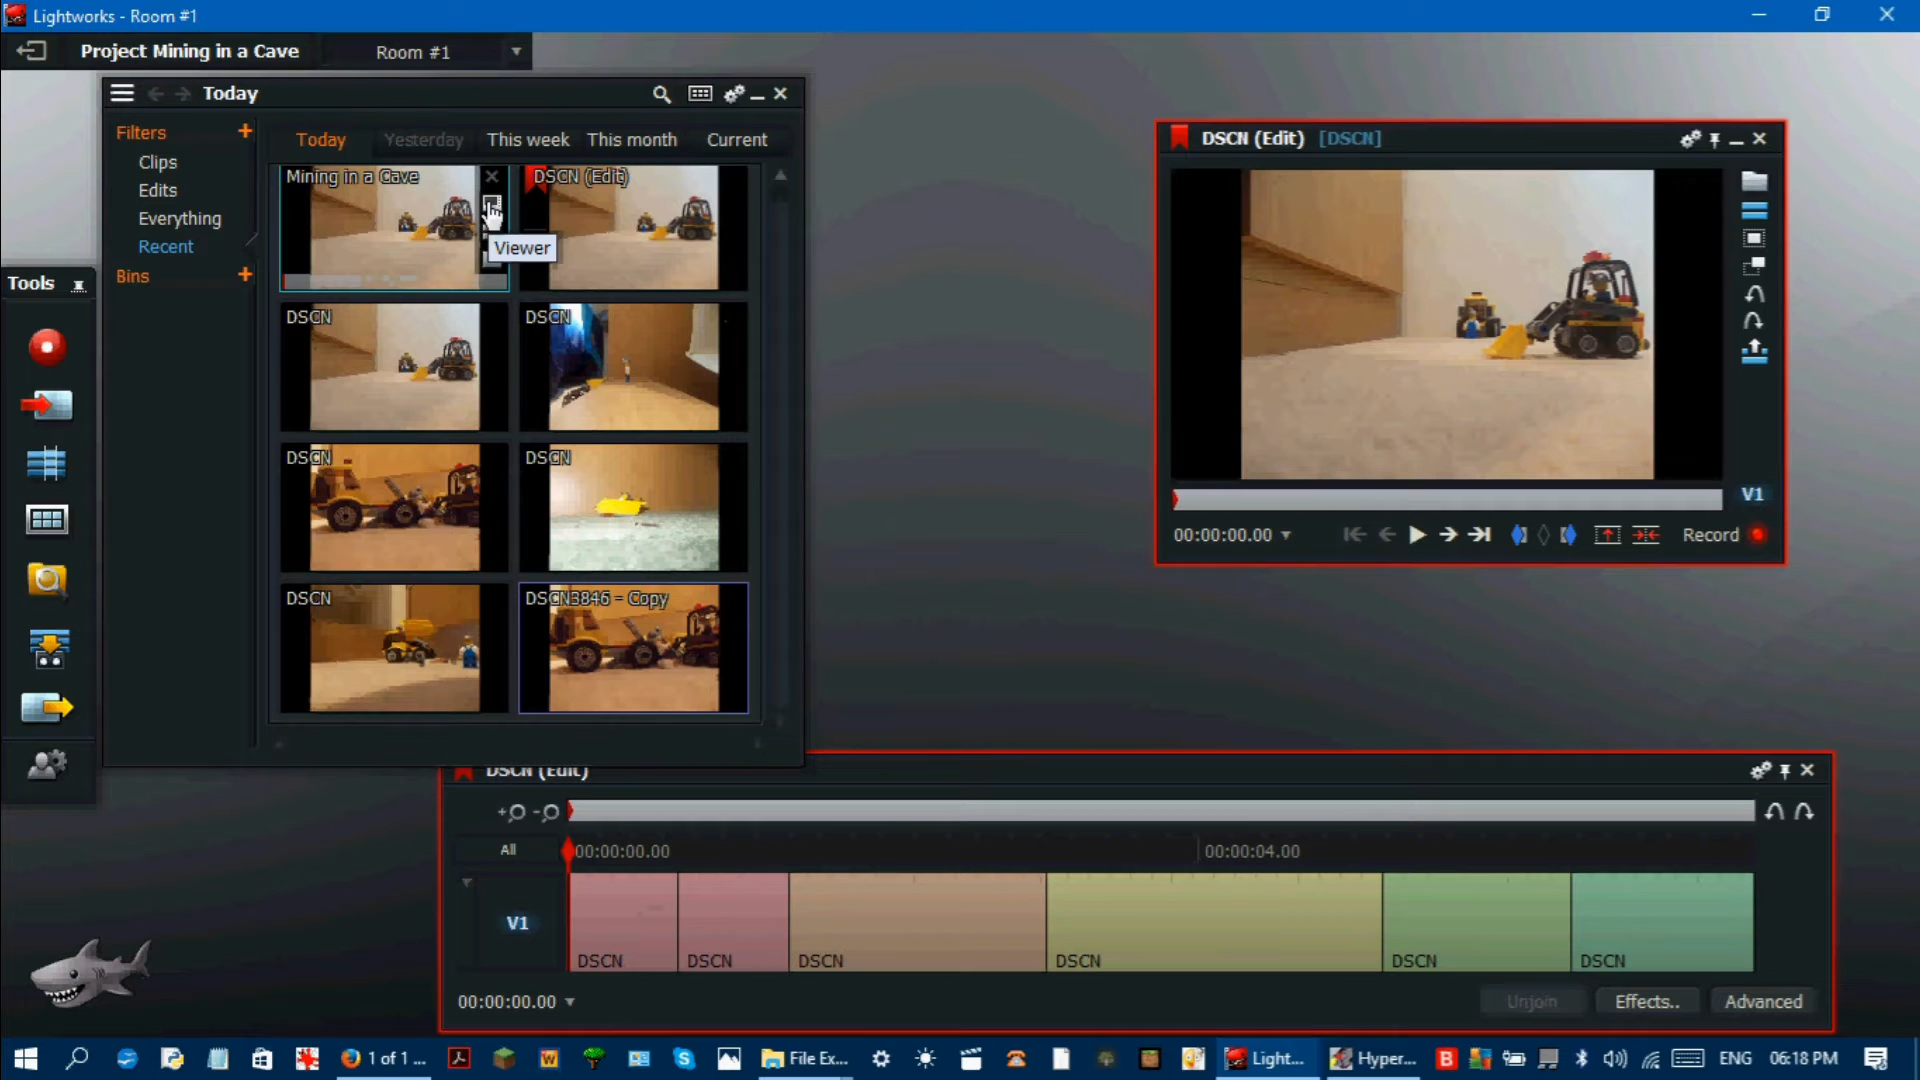 Lightworks - Room #1
Project Mining in a Cave
Room #1
Today
Filters
Clips
Edits
Everything
Recent
Bins
Today
Yesterday
This week
This month
Current
Mining in a Cave
DSCN (Edit)
Viewer
DSCN
DSCN
DSCN
DSCN
DSCN
DSCN3846 - Copy
Tools
DSCN (Edit) [DSCN]
V1
00:00:00.00
Record
DSCN (Edit)
All
00:00:00.00
00:00:04.00
V1
DSCN
DSCN
DSCN
DSCN
DSCN
DSCN
00:00:00.00
Unjoin
Effects..
Advanced
1 of 1 ...
File Ex...
Light...
Hyper...
ENG
06:18 PM